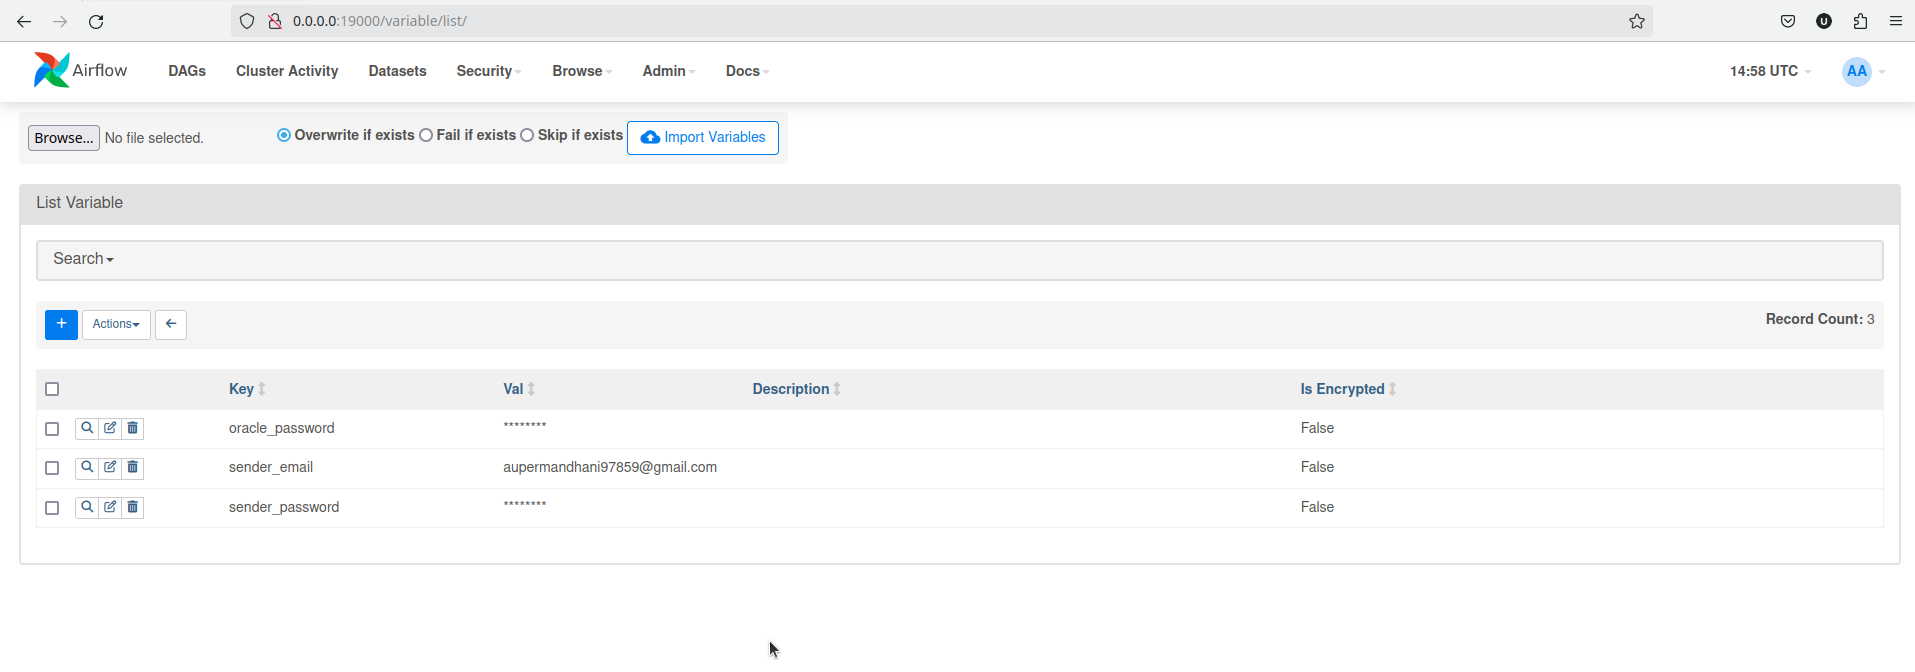 0.0.0.0:19000/variable/list/
U
Airflow DAGs Cluster Activity Datasets Security Browse Admin Docs 14:58 UTC AA
Browse... No file selected. Overwrite if exists Fail if exists Skip if exists Import Variables
List Variable
Search
+ Actions Record Count: 3
Key Val Description Is Encrypted
oracle_password ******** False
sender_email aupermandhani97859@gmail.com False
sender_password ******** False